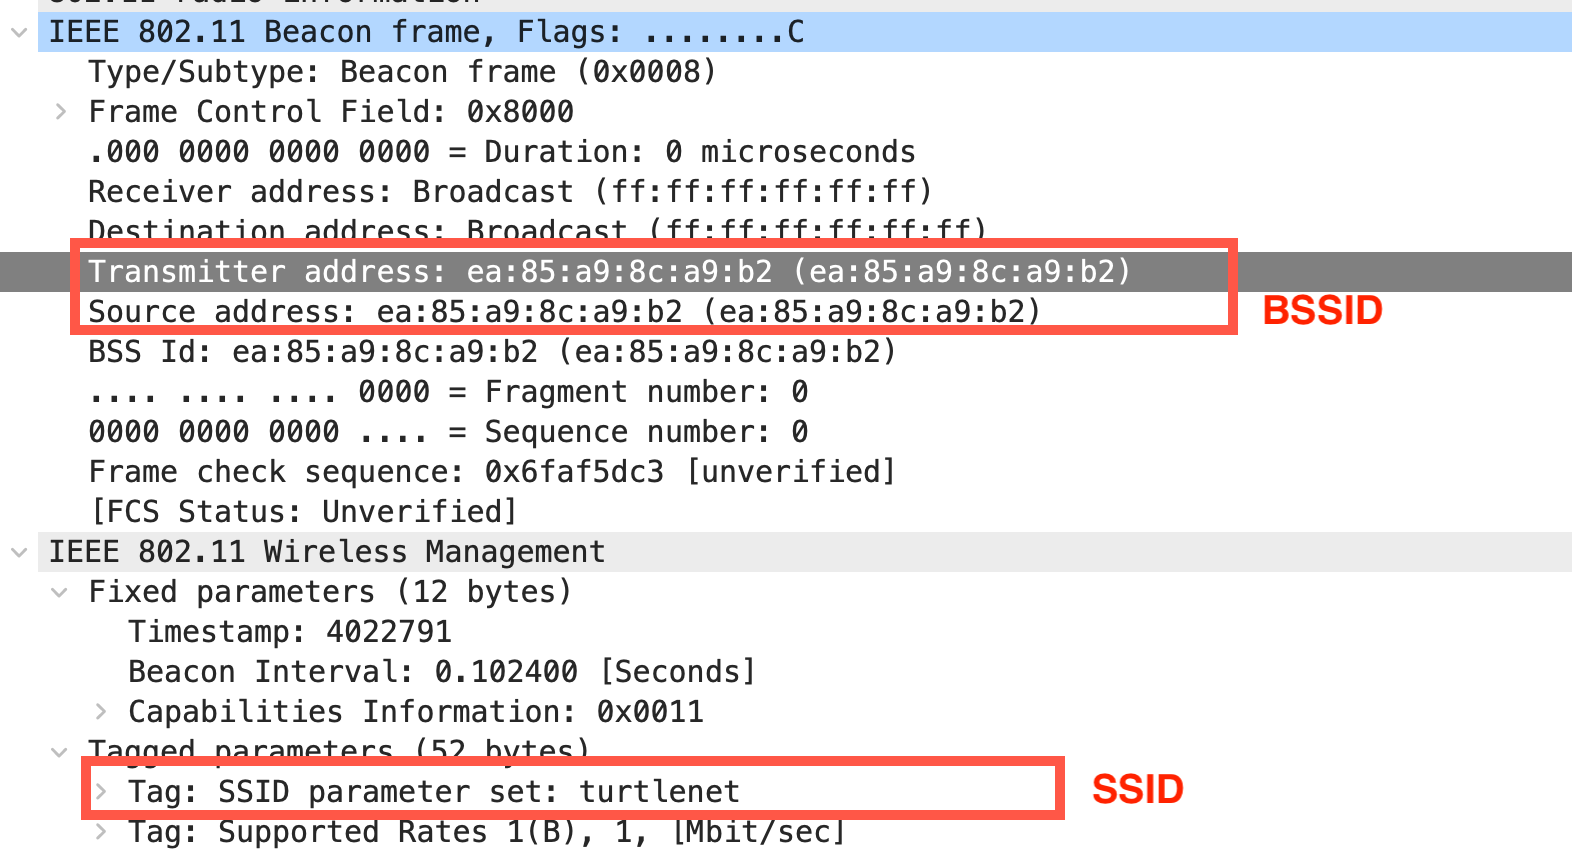 802.11 radio information
IEEE 802.11 Beacon frame, Flags: ........C
Type/Subtype: Beacon frame (0x0008)
Frame Control Field: 0x8000
.000 0000 0000 0000 = Duration: 0 microseconds
Receiver address: Broadcast (ff:ff:ff:ff:ff:ff)
Destination address: Broadcast (ff:ff:ff:ff:ff:ff)
Transmitter address: ea:85:a9:8c:a9:b2 (ea:85:a9:8c:a9:b2)
Source address: ea:85:a9:8c:a9:b2 (ea:85:a9:8c:a9:b2)
BSSID
BSS Id: ea:85:a9:8c:a9:b2 (ea:85:a9:8c:a9:b2)
.... .... .... 0000 = Fragment number: 0
0000 0000 0000 .... = Sequence number: 0
Frame check sequence: 0x6faf5dc3 [unverified]
[FCS Status: Unverified]
IEEE 802.11 Wireless Management
Fixed parameters (12 bytes)
Timestamp: 4022791
Beacon Interval: 0.102400 [Seconds]
Capabilities Information: 0x0011
Tagged parameters (52 bytes)
Tag: SSID parameter set: turtlenet
SSID
Tag: Supported Rates 1(B), 1, [Mbit/sec]